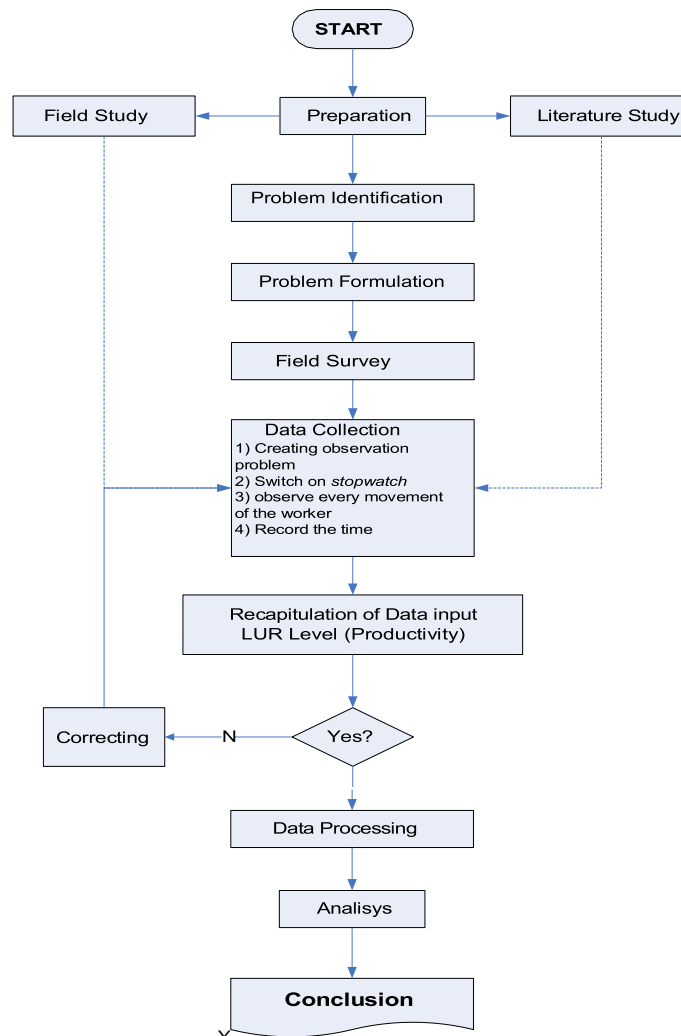 START
Field Study
Preparation
Literature Study
Problem Identification
Problem Formulation
Field Survey
Data Collection
1) Creating observation
problem
2) Switch on stopwatch
3) observe every movement
of the worker
4) Record the time
Recapitulation of Data input
LUR Level (Productivity)
Correcting
N
Yes?
Data Processing
Analisys
Conclusion